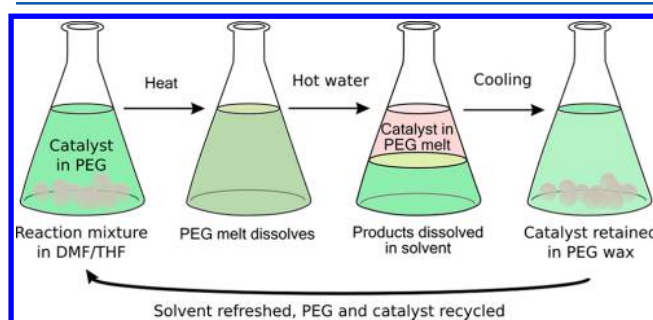 Heat
Hot water
Cooling
Catalyst
in PEG
Catalyst in
PEG melt
Reaction mixture
in DMF/THF
PEG melt dissolves
Products dissolved
in solvent
Catalyst retained
in PEG wax
Solvent refreshed, PEG and catalyst recycled